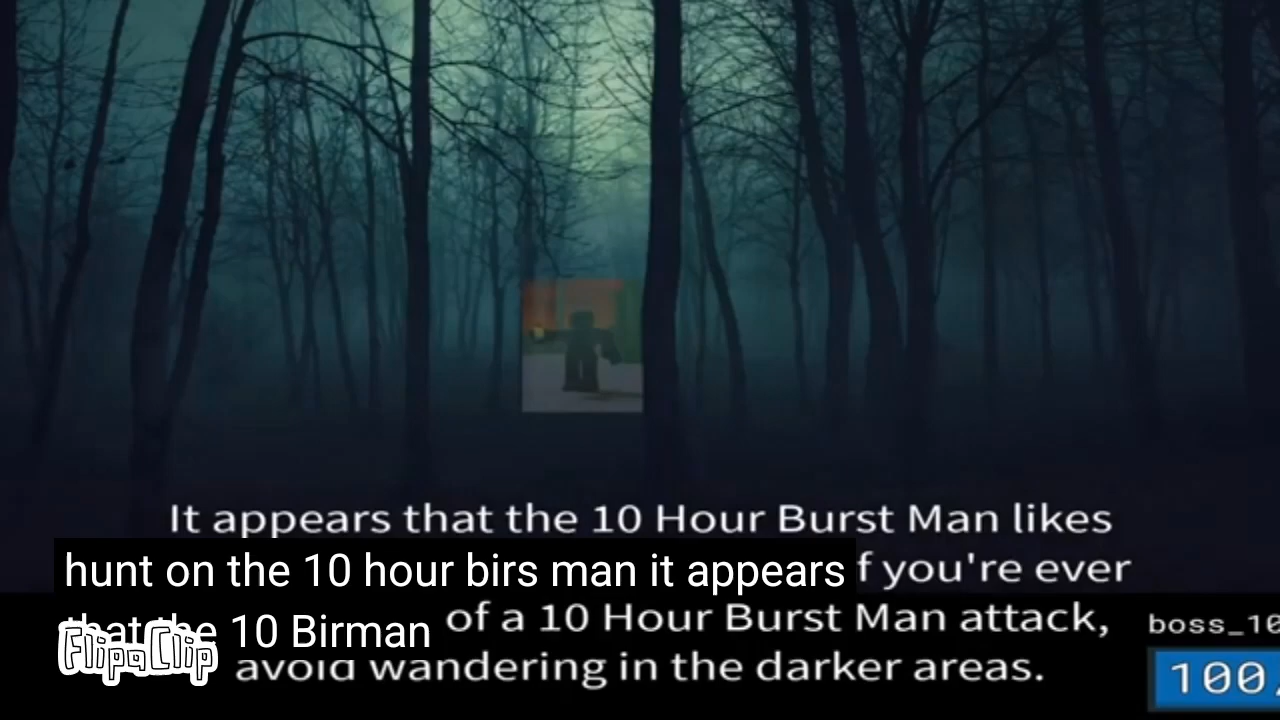 It appears that the 10 Hour Burst Man likes
hunt on the 10 hour birs man it appears
f you're ever
that the 10 Birman
of a 10 Hour Burst Man attack,
boss_10
FlipaClip
avoid wandering in the darker areas.
100